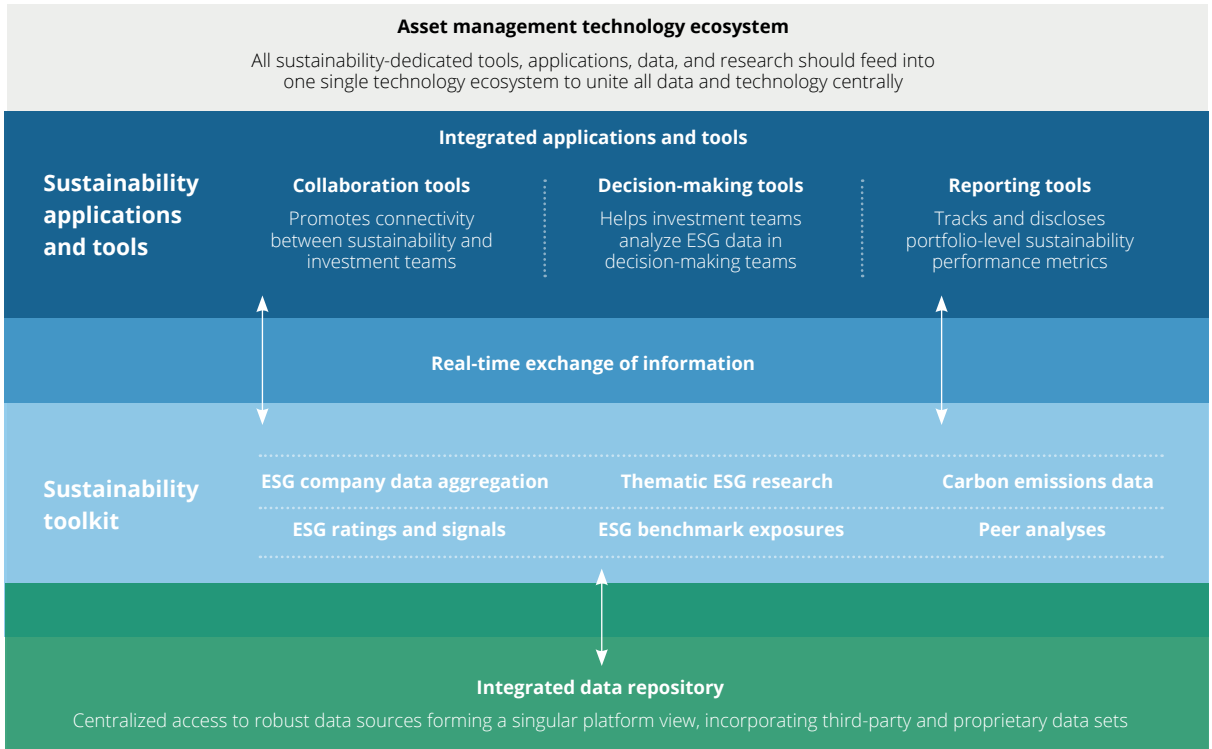 Asset management technology ecosystem
All sustainability-dedicated tools, applications, data, and research should feed into
one single technology ecosystem to unite all data and technology centrally
Integrated applications and tools
Sustainability
applications
and tools
Collaboration tools
Promotes connectivity
between sustainability and
investment teams
Decision-making tools
Helps investment teams
analyze ESG data in
decision-making teams
Reporting tools
Tracks and discloses
portfolio-level sustainability
performance metrics
Real-time exchange of information
Sustainability
toolkit
ESG company data aggregation
Thematic ESG research
Carbon emissions data
ESG ratings and signals
ESG benchmark exposures
Peer analyses
Integrated data repository
Centralized access to robust data sources forming a singular platform view, incorporating third-party and proprietary data sets